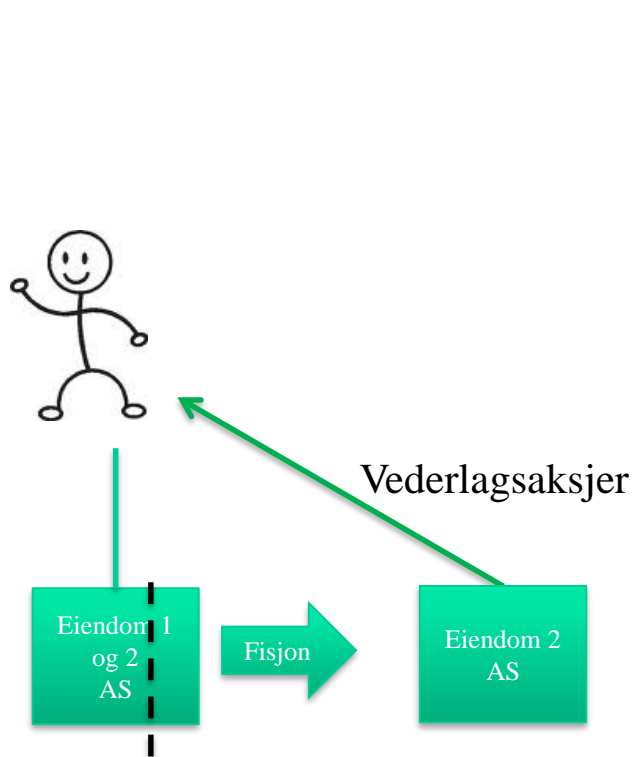 Vederlagsaksjer
Eiendom 1
og 2
AS
Fisjon
Eiendom 2
AS